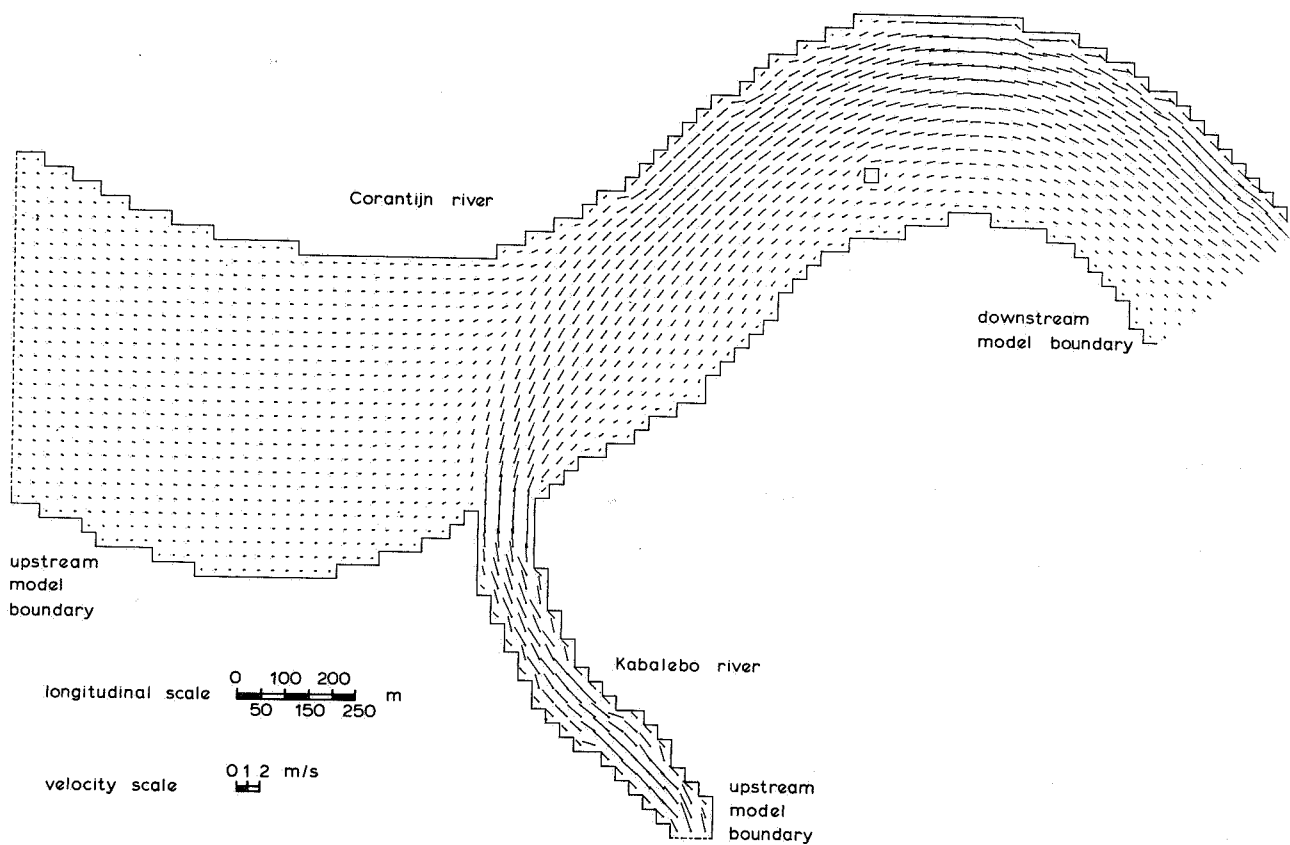 Corantijn river
downstream
model boundary
upstream
model
boundary
Kabalebo river
0 100 200
longitudinal scale m
50 150 250
0 1 2 m/s
velocity scale
upstream
model
boundary